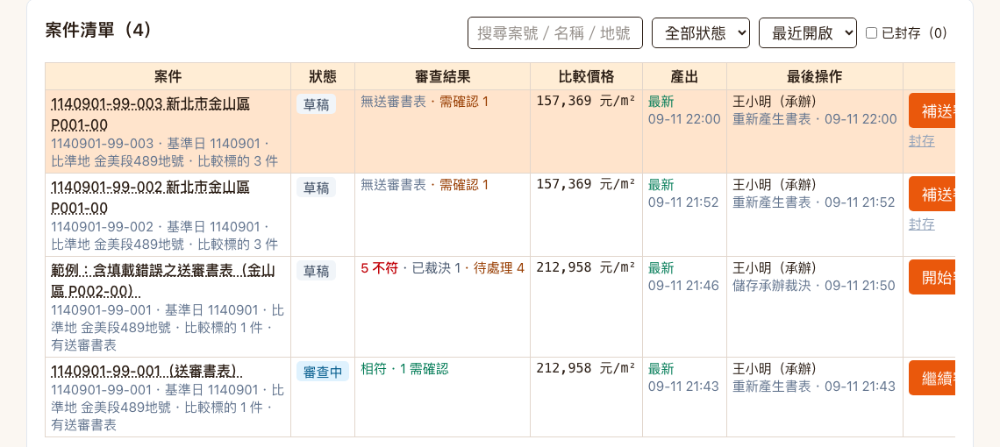 案件清單（4）
搜尋案號 / 名稱 / 地號
全部狀態
最近開啟
已封存（0）
案件 狀態 審查結果 比較價格 產出 最後操作
1140901-99-003 新北市金山區
P001-00
1140901-99-003 · 基準日 1140901 ·
比準地 金美段489地號 · 比較標的 3 件
草稿
無送審書表 · 需確認 1
157,369 元/m²
最新
09-11 22:00
王小明（承辦）
重新產生書表 · 09-11 22:00
補送
封存
1140901-99-002 新北市金山區
P001-00
1140901-99-002 · 基準日 1140901 ·
比準地 金美段489地號 · 比較標的 3 件
草稿
無送審書表 · 需確認 1
157,369 元/m²
最新
09-11 21:52
王小明（承辦）
重新產生書表 · 09-11 21:52
補送
封存
範例：含填載錯誤之送審書表（金山
區 P002-00）
1140901-99-001 · 基準日 1140901 · 比
準地 金美段489地號 · 比較標的 1 件 ·
有送審書表
草稿
5 不符 · 已裁決 1 · 待處理 4
212,958 元/m²
最新
09-11 21:46
王小明（承辦）
儲存承辦裁決 · 09-11 21:50
開始
1140901-99-001（送審書表）
1140901-99-001 · 基準日 1140901 · 比
準地 金美段489地號 · 比較標的 1 件 ·
有送審書表
審查中
相符 · 1 需確認
212,958 元/m²
最新
09-11 21:43
王小明（承辦）
重新產生書表 · 09-11 21:43
繼續